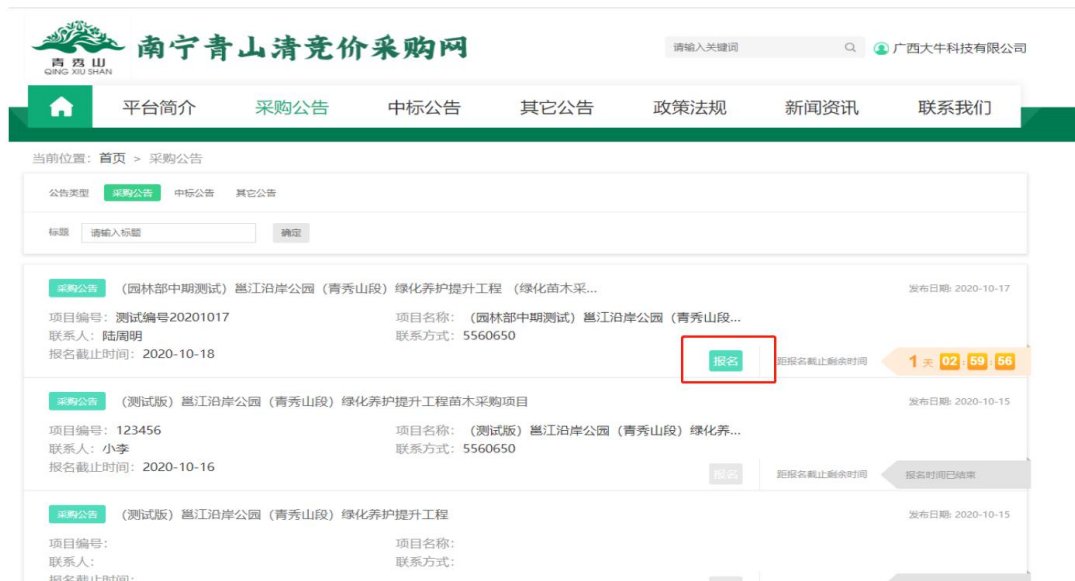 青秀山
QING XIU SHAN
南宁青山清竞价采购网
请输入关键词
广西大牛科技有限公司
平台简介 采购公告 中标公告 其它公告 政策法规 新闻资讯 联系我们
当前位置：首页 > 采购公告
公告类型 采购公告 中标公告 其它公告
标题 请输入标题 确定
采购公告 （园林部中期测试）邕江沿岸公园（青秀山段）绿化养护提升工程 （绿化苗木采... 发布日期: 2020-10-17
项目编号：测试编号20201017 项目名称：（园林部中期测试）邕江沿岸公园（青秀山段...
联系人：陆周明 联系方式：5560650
报名截止时间：2020-10-18
报名 距报名截止剩余时间 1 天 02 : 59 : 56
采购公告 （测试版）邕江沿岸公园（青秀山段）绿化养护提升工程苗木采购项目 发布日期: 2020-10-15
项目编号：123456 项目名称：（测试版）邕江沿岸公园（青秀山段）绿化养...
联系人：小李 联系方式：5560650
报名截止时间：2020-10-16
报名 距报名截止剩余时间 报名时间已结束
采购公告 （测试版）邕江沿岸公园（青秀山段）绿化养护提升工程 发布日期: 2020-10-15
项目编号： 项目名称：
联系人： 联系方式：
报名截止时间：